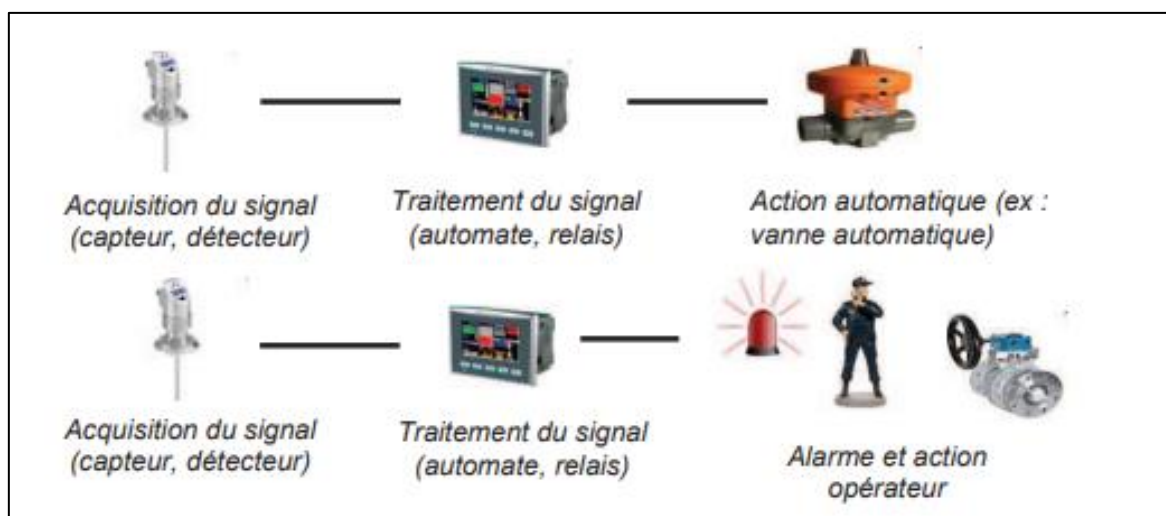 Acquisition du signal
(capteur, détecteur)
Traitement du signal
(automate, relais)
Action automatique (ex :
vanne automatique)
Acquisition du signal
(capteur, détecteur)
Traitement du signal
(automate, relais)
Alarme et action
opérateur